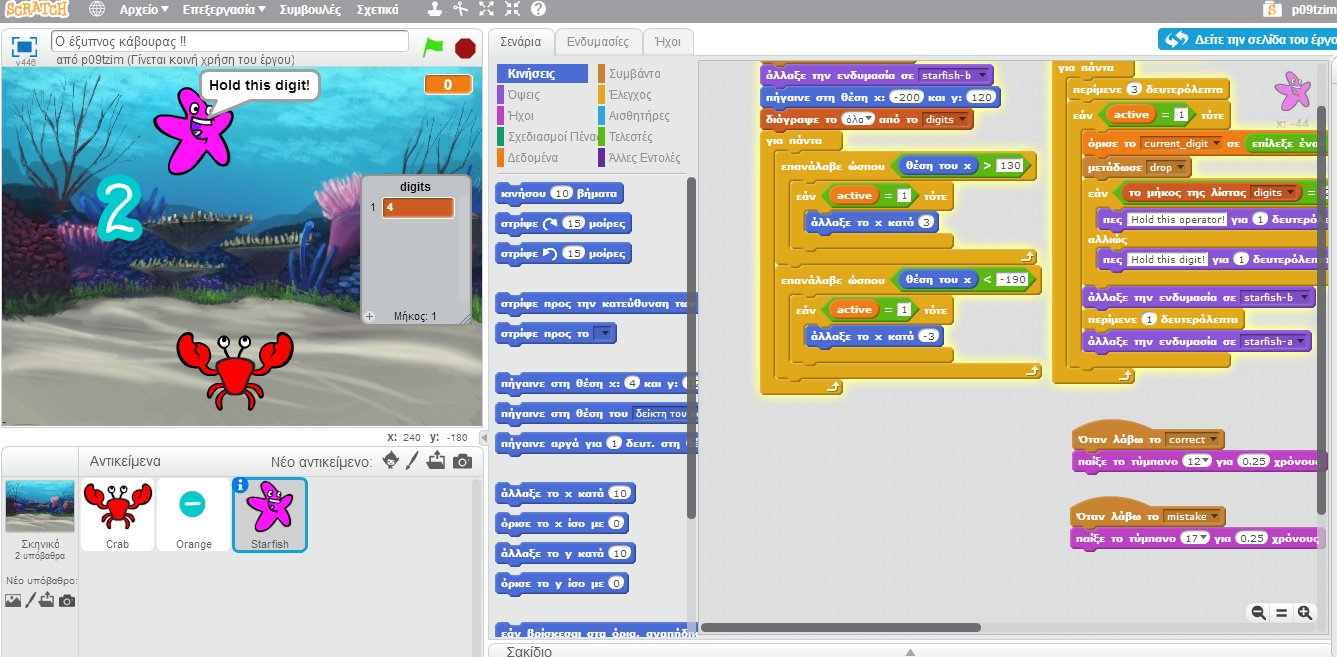 SCRATCH Αρχείο Επεξεργασία Συμβουλές Σχετικά p09tzim
v446 Ο έξυπνος κάβουρας !!
από p09tzim (Γίνεται κοινή χρήση του έργου)
Hold this digit!
0
2
digits
1 4
Μήκος: 1
x: 240 y: -180
Αντικείμενα Νέο αντικείμενο:
Σκηνικό
2 υπόβαθρα
Νέο υπόβαθρο:
Crab
Orange
Starfish
Σενάρια Ενδυμασίες Ήχοι
Δείτε την σελίδα του έργο
Κινήσεις Συμβάντα
Όψεις Έλεγχος
Ήχοι Αισθητήρες
Σχεδιασμοί Πένα Τελεστές
Δεδομένα Άλλες Εντολές
κινήσου 10 βήματα
στρίψε 15 μοίρες
στρίψε 15 μοίρες
στρίψε προς την κατεύθυνση
στρίψε προς το
πήγαινε στη θέση x: 4 και y:
πήγαινε στη θέση του δείκτη του
πήγαινε αργά για 1 δευτ. στη
άλλαξε το x κατά 10
όρισε το x ίσο με 0
άλλαξε το y κατά 10
όρισε το y ίσο με 0
εάν βρίσκεσαι στα όρια,
άλλαξε την ενδυμασία σε starfish-b
πήγαινε στη θέση x: -200 και y: 120
διάγραψε το όλα από το digits
για πάντα
επανάλαβε ώσπου θέση του x > 130
εάν active = 1 τότε
άλλαξε το x κατά 3
επανάλαβε ώσπου θέση του x < -190
εάν active = 1 τότε
άλλαξε το x κατά -3
για πάντα
περίμενε 3 δευτερόλεπτα
εάν active = 1 τότε
όρισε το current_digit σε επίλεξε ένα
μετάδωσε drop
εάν το μήκος της λίστας digits =
πες Hold this operator! για 1 δευτερόλ
αλλιώς
πες Hold this digit! για 1 δευτερόλεπ
άλλαξε την ενδυμασία σε starfish-b
περίμενε 1 δευτερόλεπτα
άλλαξε την ενδυμασία σε starfish-a
x: -44
Όταν λάβω το correct
παίξε το τύμπανο 12 για 0.25 χρόνους
Όταν λάβω το mistake
παίξε το τύμπανο 17 για 0.25 χρόνους
Σακίδιο